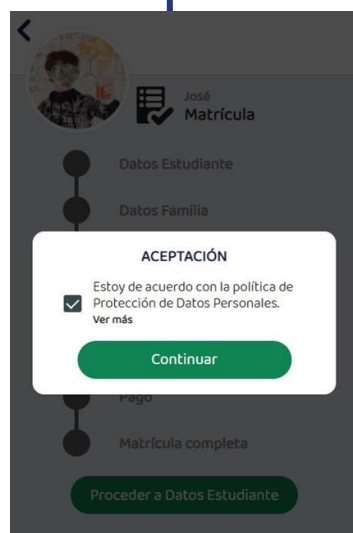 José
Matrícula
Datos Estudiante
Datos Familia
ACEPTACIÓN
Estoy de acuerdo con la política de
Protección de Datos Personales.
Ver más
Continuar
Pago
Matrícula completa
Proceder a Datos Estudiante